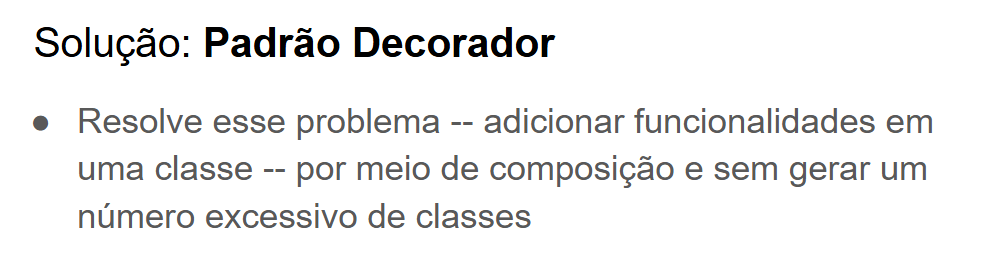 Solução: Padrão Decorador
● Resolve esse problema -- adicionar funcionalidades em
uma classe -- por meio de composição e sem gerar um
número excessivo de classes